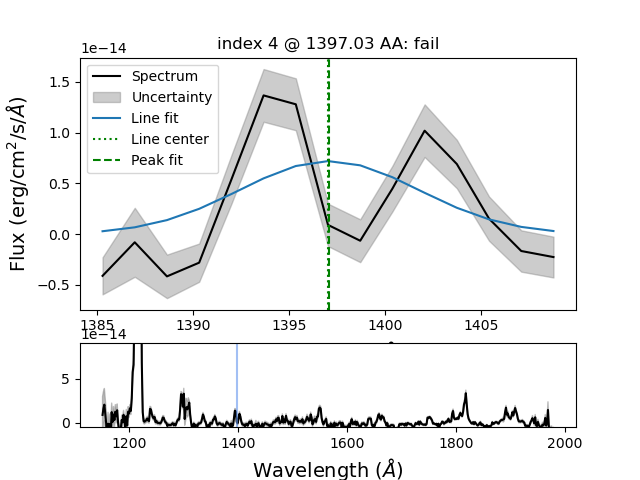 index 4 @ 1397.03 AA: fail
1e−14
Spectrum
Uncertainty
Line fit
Line center
Peak fit
1.5
1.0
0.5
0.0
−0.5
Flux (erg/cm²/s/Å)
1385 1390 1395 1400 1405
1e−14
5
0
1200 1400 1600 1800 2000
Wavelength (Å)